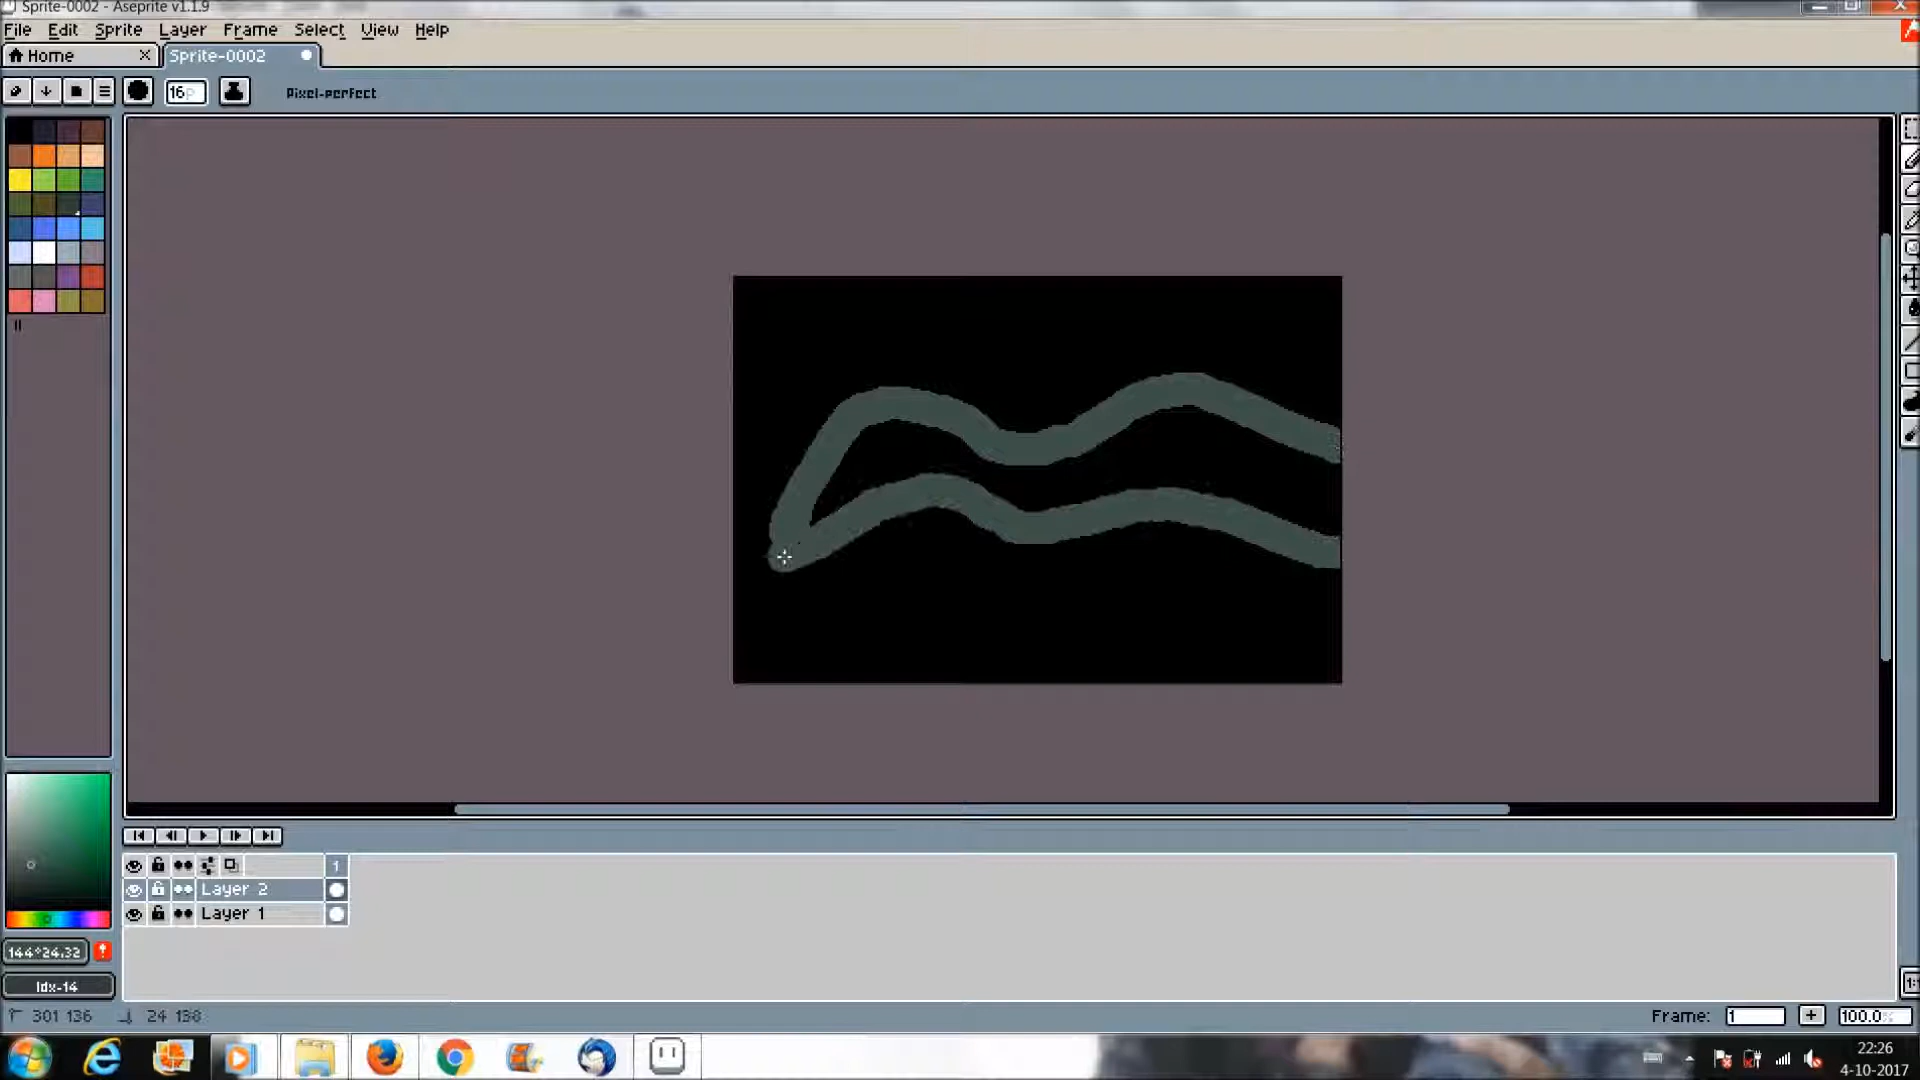 Sprite-0002 - Aseprite v1.1.9
File Edit Sprite Layer Frame Select View Help
Home Sprite-0002
16p Pixel-perfect
1
Layer 2
Layer 1
144°24.32
Idx-14
301 136 24 138 Frame: 1 + 100.0
22:26
4-10-2017